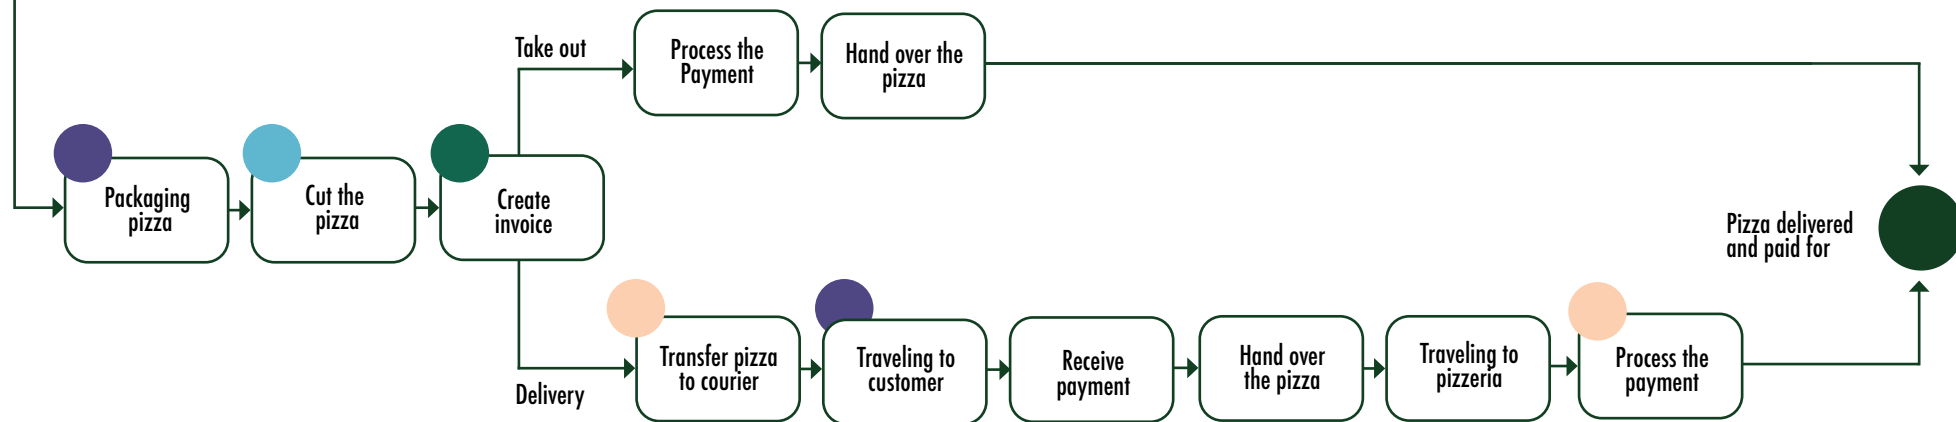 Take out
Process the
Payment
Hand over the
pizza
Packaging
pizza
Cut the
pizza
Create
invoice
Pizza delivered
and paid for
Delivery
Transfer pizza
to courier
Traveling to
customer
Receive
payment
Hand over
the pizza
Traveling to
pizzeria
Process the
payment